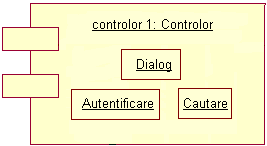 controlor 1: Controlor
Dialog
Autentificare
Cautare